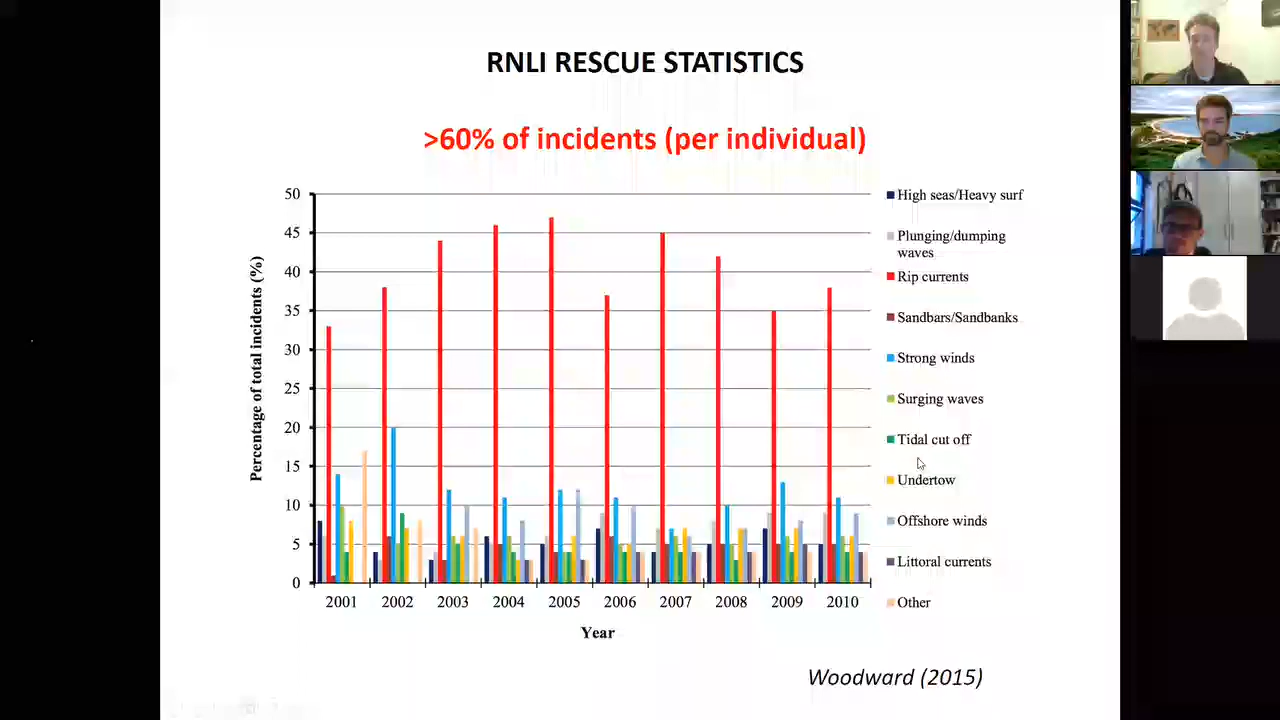 RNLI RESCUE STATISTICS
>60% of incidents (per individual)
Percentage of total incidents (%)
50
45
40
35
30
25
20
15
10
5
0
2001 2002 2003 2004 2005 2006 2007 2008 2009 2010
Year
High seas/Heavy surf
Plunging/dumping
waves
Rip currents
Sandbars/Sandbanks
Strong winds
Surging waves
Tidal cut off
Undertow
Offshore winds
Littoral currents
Other
Woodward (2015)